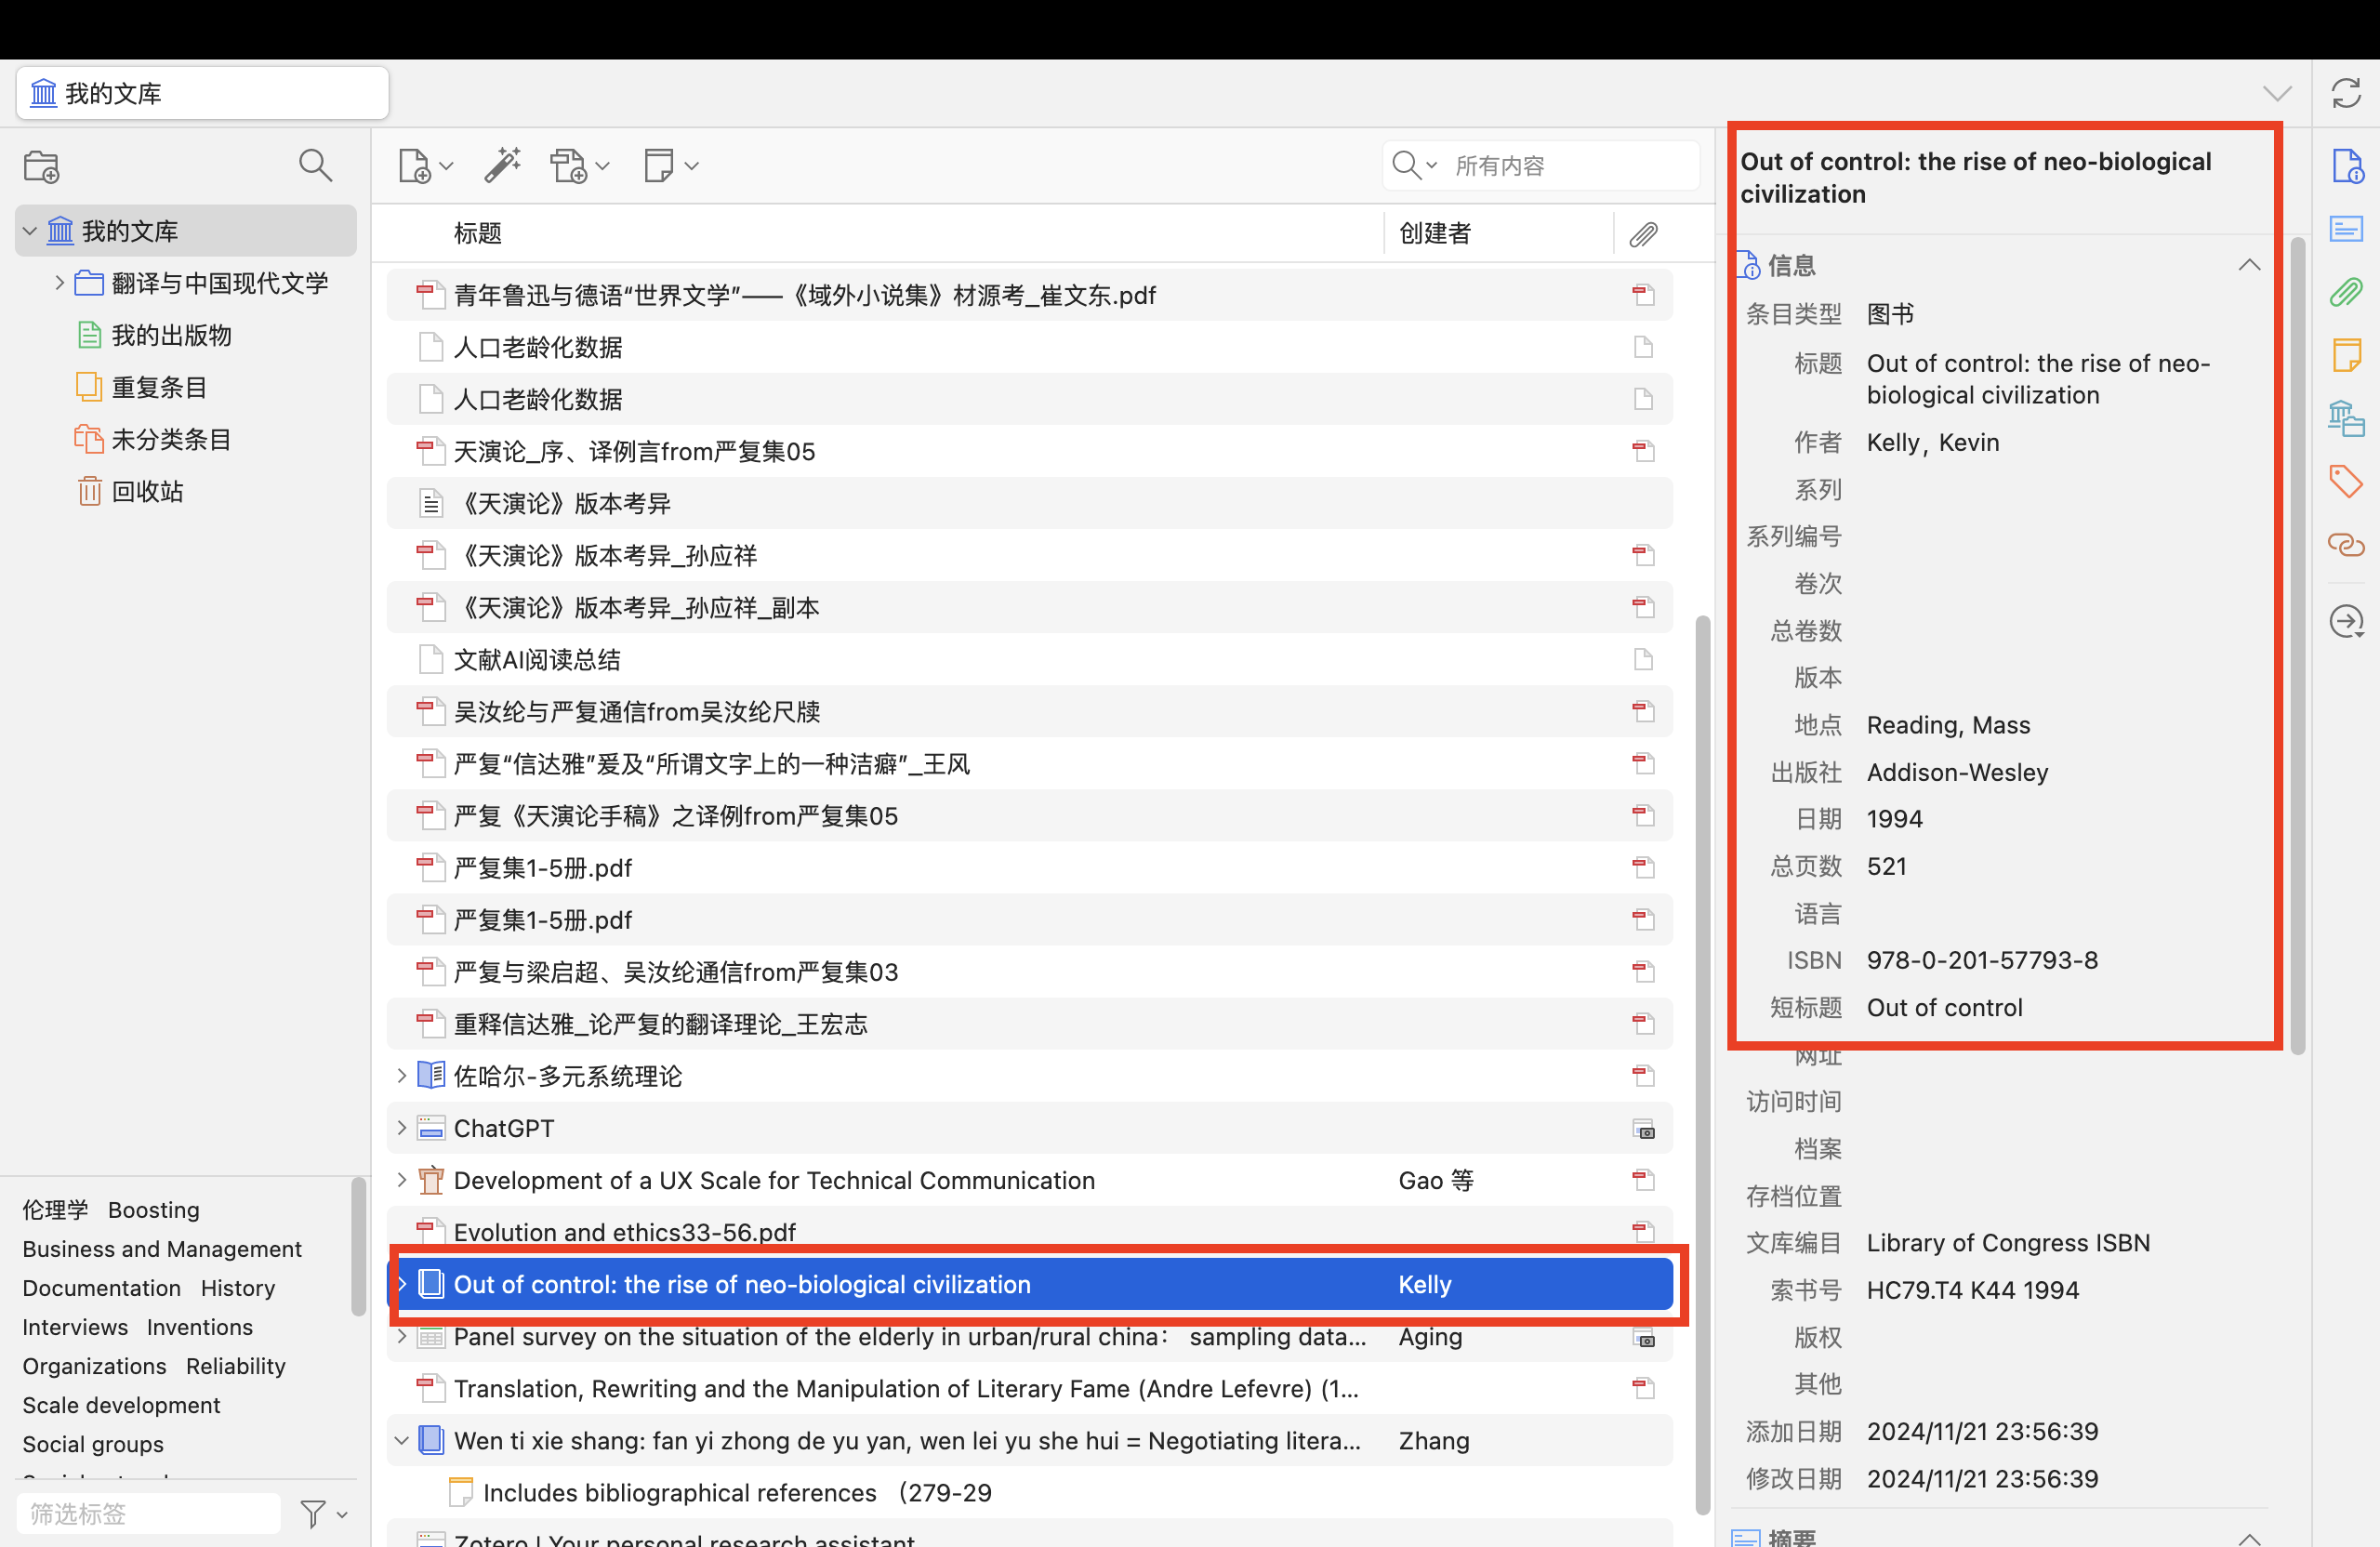 我的文库
我的文库
翻译与中国现代文学
我的出版物
重复条目
未分类条目
回收站
伦理学 Boosting
Business and Management
Documentation History
Interviews Inventions
Organizations Reliability
Scale development
Social groups
筛选标签
所有内容
标题 创建者
青年鲁迅与德语“世界文学”——《域外小说集》材源考_崔文东.pdf
人口老龄化数据
人口老龄化数据
天演论_序、译例言from严复集05
《天演论》版本考异
《天演论》版本考异_孙应祥
《天演论》版本考异_孙应祥_副本
文献AI阅读总结
吴汝纶与严复通信from吴汝纶尺牍
严复“信达雅”爰及“所谓文字上的一种洁癖”_王风
严复《天演论手稿》之译例from严复集05
严复集1-5册.pdf
严复集1-5册.pdf
严复与梁启超、吴汝纶通信from严复集03
重释信达雅_论严复的翻译理论_王宏志
佐哈尔-多元系统理论
ChatGPT
Development of a UX Scale for Technical Communication Gao 等
Evolution and ethics33-56.pdf
Out of control: the rise of neo-biological civilization Kelly
Panel survey on the situation of the elderly in urban/rural china： sampling data... Aging
Translation, Rewriting and the Manipulation of Literary Fame (Andre Lefevre) (1...
Wen ti xie shang: fan yi zhong de yu yan, wen lei yu she hui = Negotiating litera... Zhang
Includes bibliographical references （279-29
Zotero | Your personal research assistant
Out of control: the rise of neo-biological
civilization
信息
条目类型 图书
标题 Out of control: the rise of neo-
biological civilization
作者 Kelly, Kevin
系列
系列编号
卷次
总卷数
版本
地点 Reading, Mass
出版社 Addison-Wesley
日期 1994
总页数 521
语言
ISBN 978-0-201-57793-8
短标题 Out of control
网址
访问时间
档案
存档位置
文库编目 Library of Congress ISBN
索书号 HC79.T4 K44 1994
版权
其他
添加日期 2024/11/21 23:56:39
修改日期 2024/11/21 23:56:39
摘要